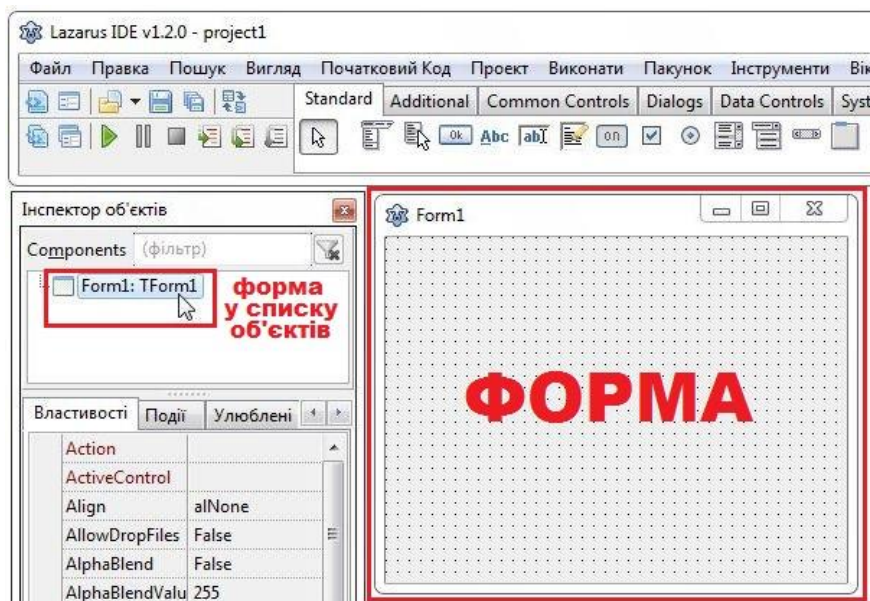 Lazarus IDE v1.2.0 - project1
Файл Правка Пошук Вигляд Початковий Код Проект Виконати Пакунок Інструменти
Standard Additional Common Controls Dialogs Data Controls
Ok Abc abI on
Інспектор об'єктів
Components (фільтр)
Form1: TForm1
форма
у списку
об'єктів
Form1
ФОРМА
Властивості Події Улюблені
Action
ActiveControl
Align alNone
AllowDropFiles False
AlphaBlend False
AlphaBlendValu 255